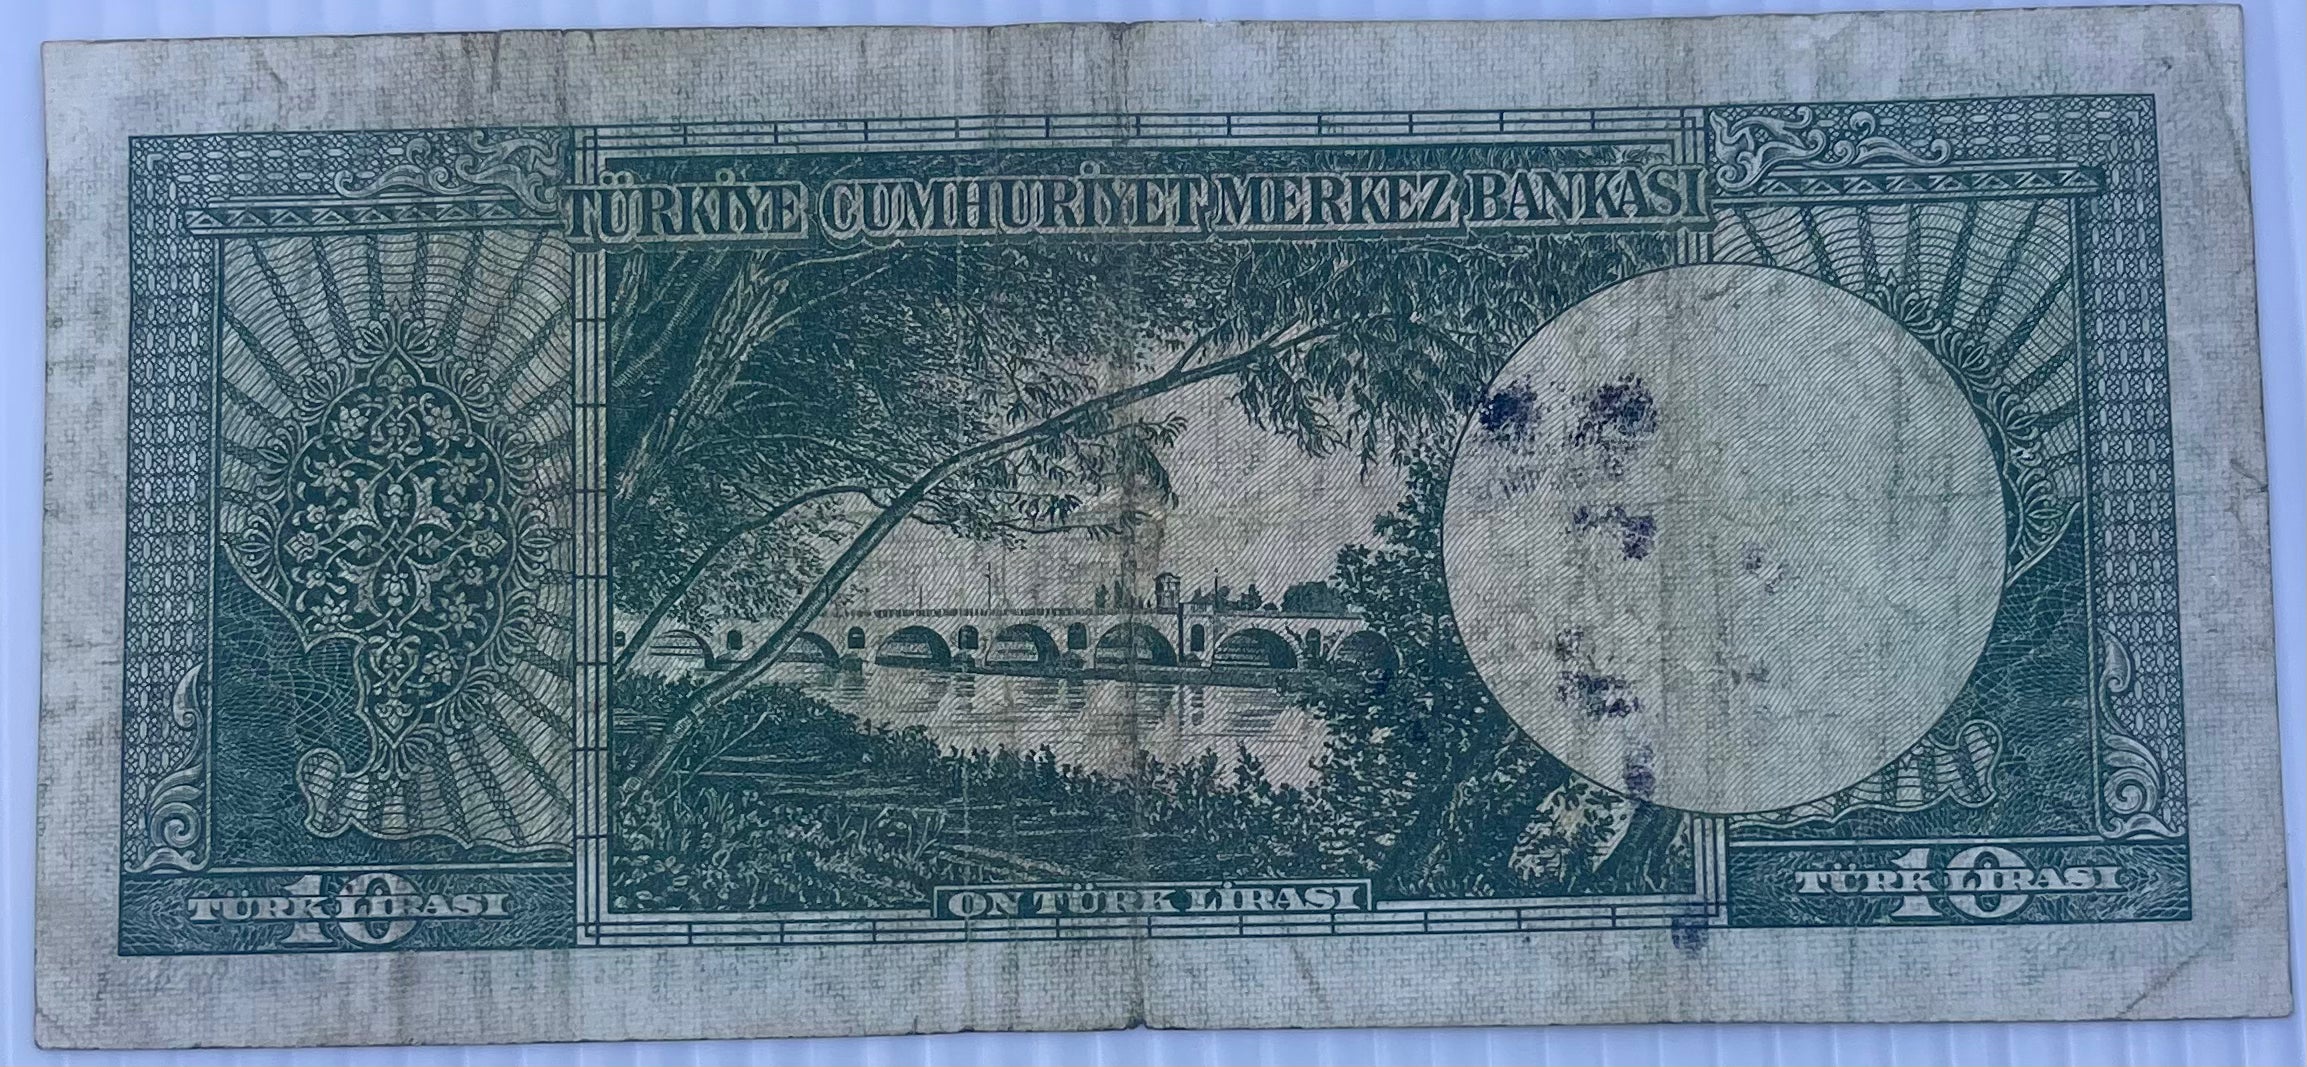 TÜRKİYE CUMHURİYET MERKEZ BANKASI
ON TÜRK LİRASI
10 TÜRK LİRASI
10 TÜRK LİRASI